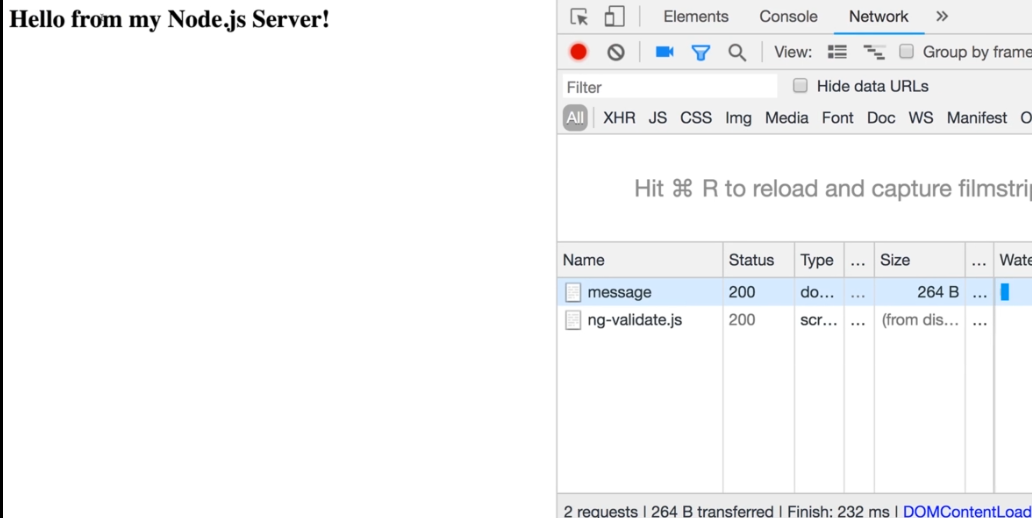 Hello from my Node.js Server!
Elements Console Network »
View: Group by frame
Filter Hide data URLs
All XHR JS CSS Img Media Font Doc WS Manifest O
Hit ⌘ R to reload and capture filmstrip
Name Status Type ... Size ... Wate
message 200 do... ... 264 B ...
ng-validate.js 200 scr... ... (from dis... ...
2 requests | 264 B transferred | Finish: 232 ms | DOMContentLoad